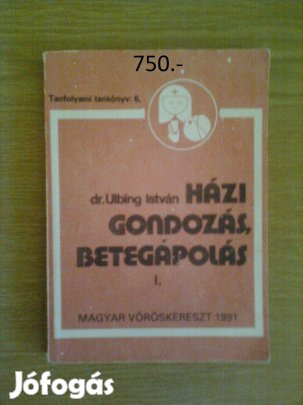 750.-
Tanfolyami tankönyv: 6.
dr. Ulbing István HÁZI
GONDOZÁS,
BETEGÁPOLÁS
I.
MAGYAR VÖRÖSKERESZT 1991
Jófogás